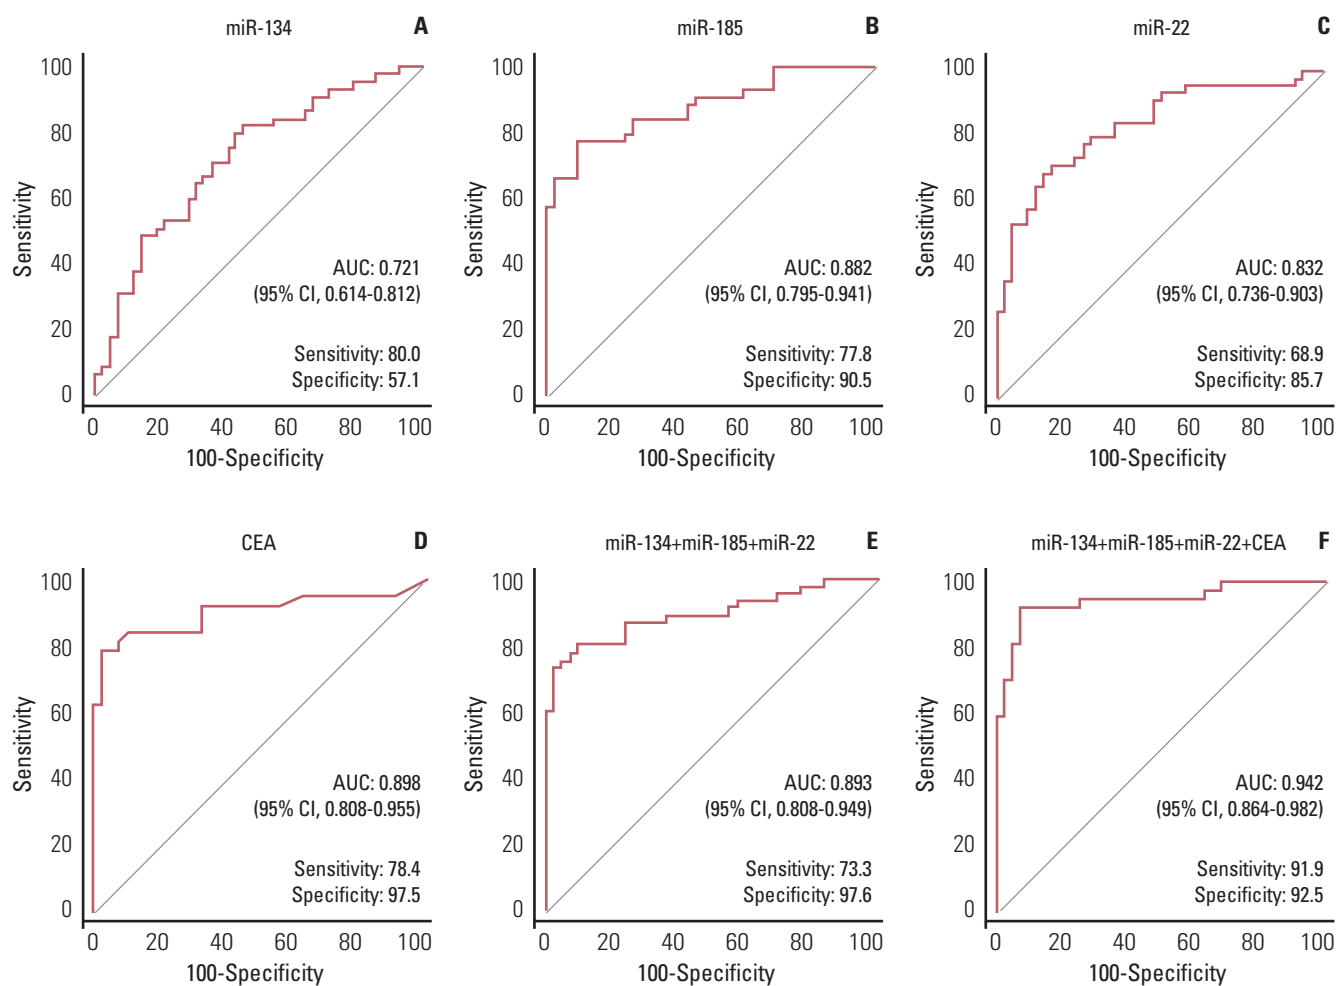 miR-134 A
100
80
60
40
20
0
Sensitivity
AUC: 0.721
(95% CI, 0.614-0.812)
Sensitivity: 80.0
Specificity: 57.1
0 20 40 60 80 100
100-Specificity
miR-185 B
100
80
60
40
20
0
Sensitivity
AUC: 0.882
(95% CI, 0.795-0.941)
Sensitivity: 77.8
Specificity: 90.5
0 20 40 60 80 100
100-Specificity
miR-22 C
100
80
60
40
20
0
Sensitivity
AUC: 0.832
(95% CI, 0.736-0.903)
Sensitivity: 68.9
Specificity: 85.7
0 20 40 60 80 100
100-Specificity
CEA D
100
80
60
40
20
0
Sensitivity
AUC: 0.898
(95% CI, 0.808-0.955)
Sensitivity: 78.4
Specificity: 97.5
0 20 40 60 80 100
100-Specificity
miR-134+miR-185+miR-22 E
100
80
60
40
20
0
Sensitivity
AUC: 0.893
(95% CI, 0.808-0.949)
Sensitivity: 73.3
Specificity: 97.6
0 20 40 60 80 100
100-Specificity
miR-134+miR-185+miR-22+CEA F
100
80
60
40
20
0
Sensitivity
AUC: 0.942
(95% CI, 0.864-0.982)
Sensitivity: 91.9
Specificity: 92.5
0 20 40 60 80 100
100-Specificity